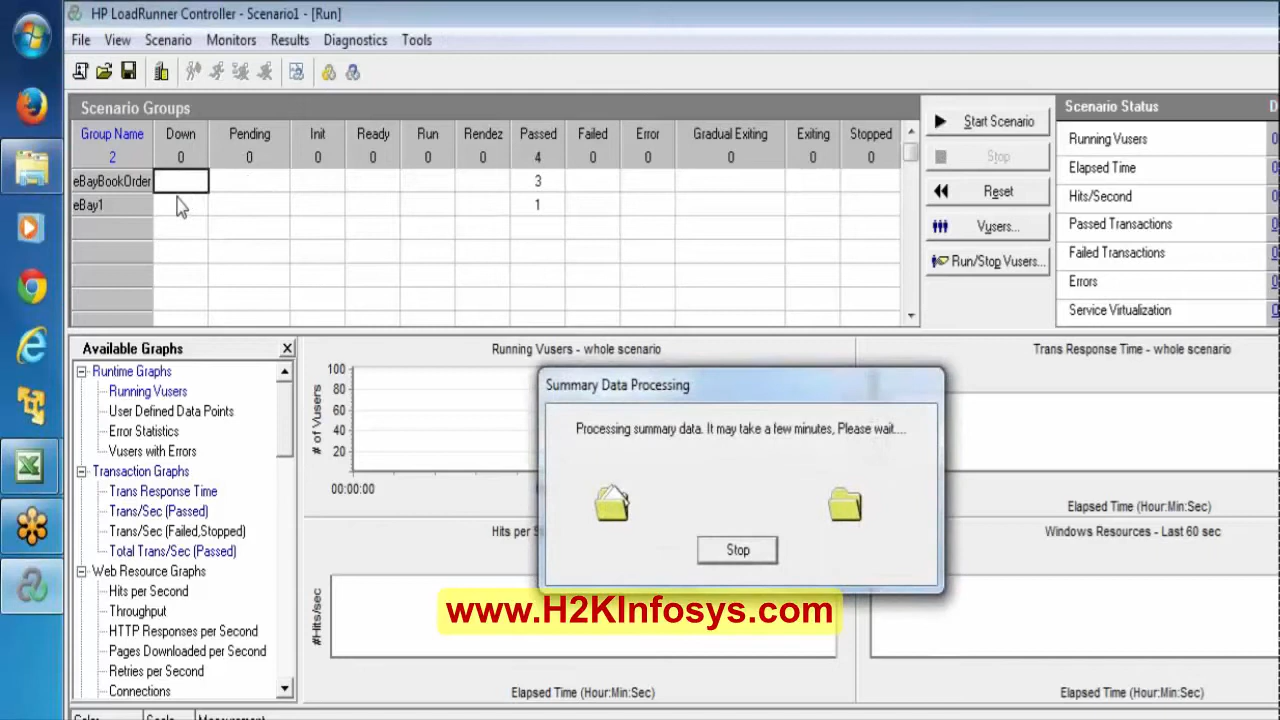 HP LoadRunner Controller - Scenario1 - [Run]
File View Scenario Monitors Results Diagnostics Tools
Scenario Groups
Group Name Down Pending Init Ready Run Rendez Passed Failed Error Gradual Exiting Exiting Stopped
2 0 0 0 0 0 0 4 0 0 0 0 0
eBayBookOrder 3
eBay1 1
Start Scenario
Stop
Reset
Vusers...
Run/Stop Vusers...
Scenario Status
Running Vusers
Elapsed Time
Hits/Second
Passed Transactions
Failed Transactions
Errors
Service Virtualization
Available Graphs
Runtime Graphs
Running Vusers
User Defined Data Points
Error Statistics
Vusers with Errors
Transaction Graphs
Trans Response Time
Trans/Sec (Passed)
Trans/Sec (Failed,Stopped)
Total Trans/Sec (Passed)
Web Resource Graphs
Hits per Second
Throughput
HTTP Responses per Second
Pages Downloaded per Second
Retries per Second
Connections
Running Vusers - whole scenario
# of Vusers
100
80
60
40
20
00:00:00
Trans Response Time - whole scenario
Elapsed Time (Hour:Min:Sec)
Summary Data Processing
Processing summary data. It may take a few minutes, Please wait....
Stop
Hits per
#Hits/sec
Elapsed Time (Hour:Min:Sec)
Windows Resources - Last 60 sec
Elapsed Time (Hour:Min:Sec)
www.H2KInfosys.com